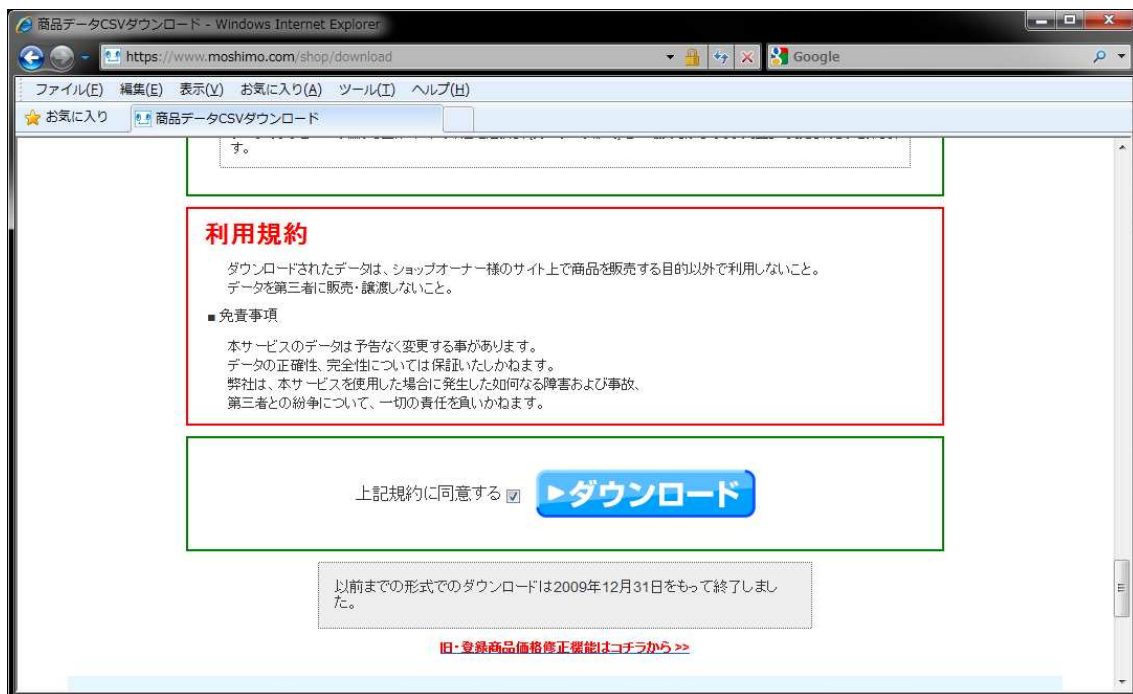 商品データCSVダウンロード - Windows Internet Explorer
https://www.moshimo.com/shop/download
Google
ファイル(F) 編集(E) 表示(V) お気に入り(A) ツール(T) ヘルプ(H)
お気に入り 商品データCSVダウンロード
す。
利用規約
ダウンロードされたデータは、ショップオーナー様のサイト上で商品を販売する目的以外で利用しないこと。
データを第三者に販売・譲渡しないこと。
■免責事項
本サービスのデータは予告なく変更する事があります。
データの正確性、完全性については保証いたしかねます。
弊社は、本サービスを使用した場合に発生した如何なる障害および事故、
第三者との紛争について、一切の責任を負いかねます。
上記規約に同意する ▶ダウンロード
以前までの形式でのダウンロードは2009年12月31日をもって終了しまし
た。
旧・登録商品価格修正機能はコチラから >>